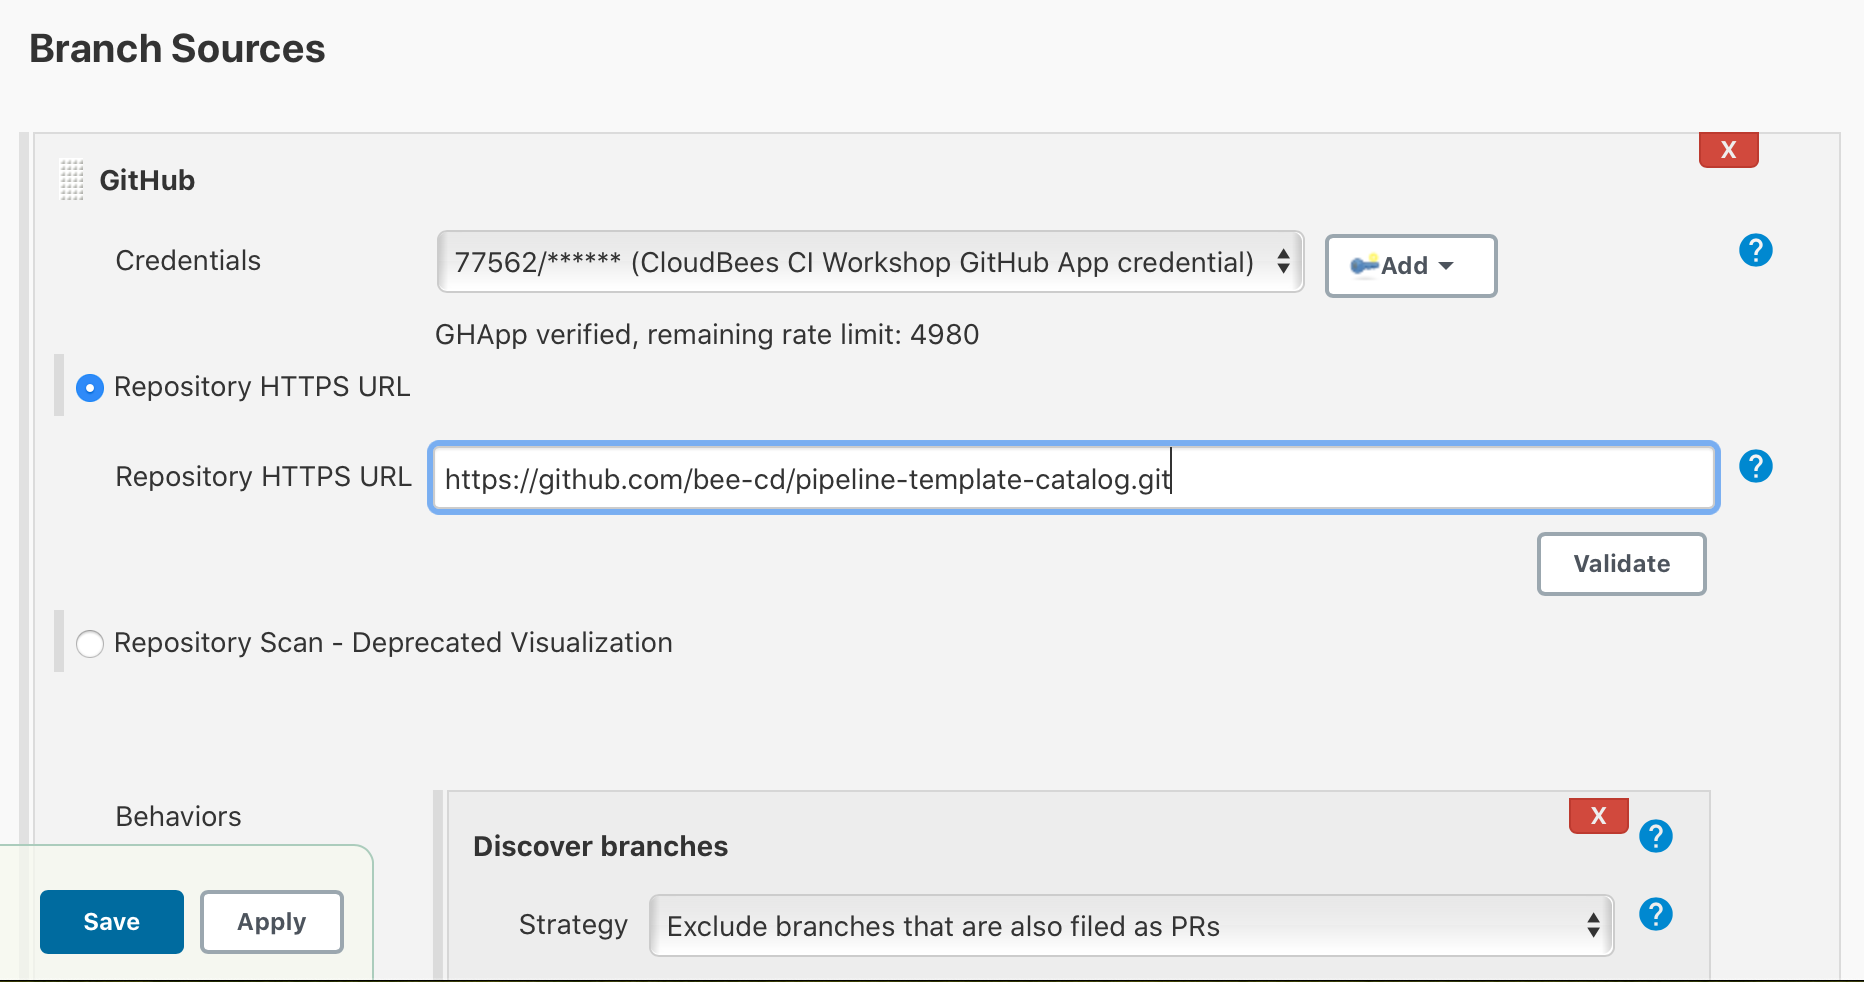 Branch Sources
X
GitHub
Credentials
77562/****** (CloudBees CI Workshop GitHub App credential)
Add
?
GHApp verified, remaining rate limit: 4980
Repository HTTPS URL
Repository HTTPS URL
https://github.com/bee-cd/pipeline-template-catalog.git
?
Validate
Repository Scan - Deprecated Visualization
Behaviors
X
?
Discover branches
Strategy
Exclude branches that are also filed as PRs
?
Save
Apply